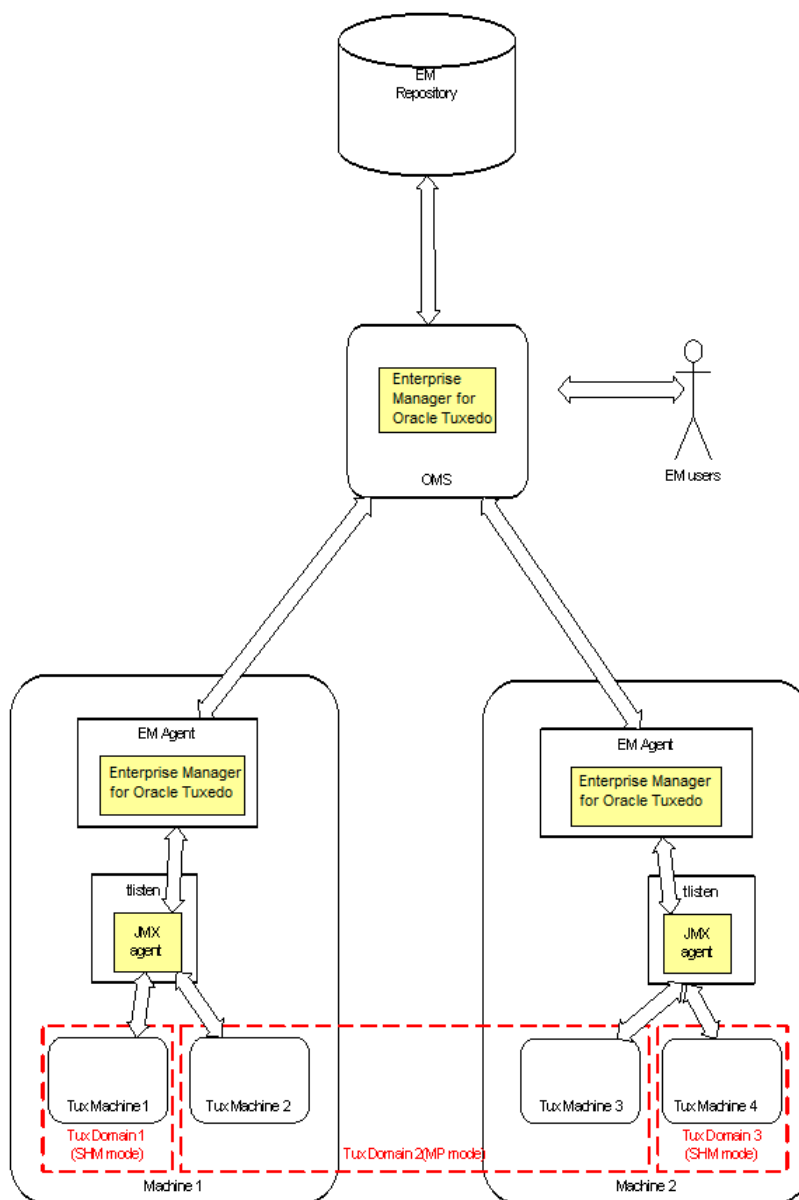 EM
Repository
Enterprise
Manager for
Oracle Tuxedo
OMS
EM users
EM Agent
Enterprise Manager
for Oracle Tuxedo
tlisten
JMX
agent
Tux Machine 1
Tux Machine 2
Tux Domain 1
(SHM mode)
Machine 1
Tux Domain 2(MP mode)
EM Agent
Enterprise Manager
for Oracle Tuxedo
tlisten
JMX
agent
Tux Machine 3
Tux Machine 4
Tux Domain 3
(SHM mode)
Machine 2